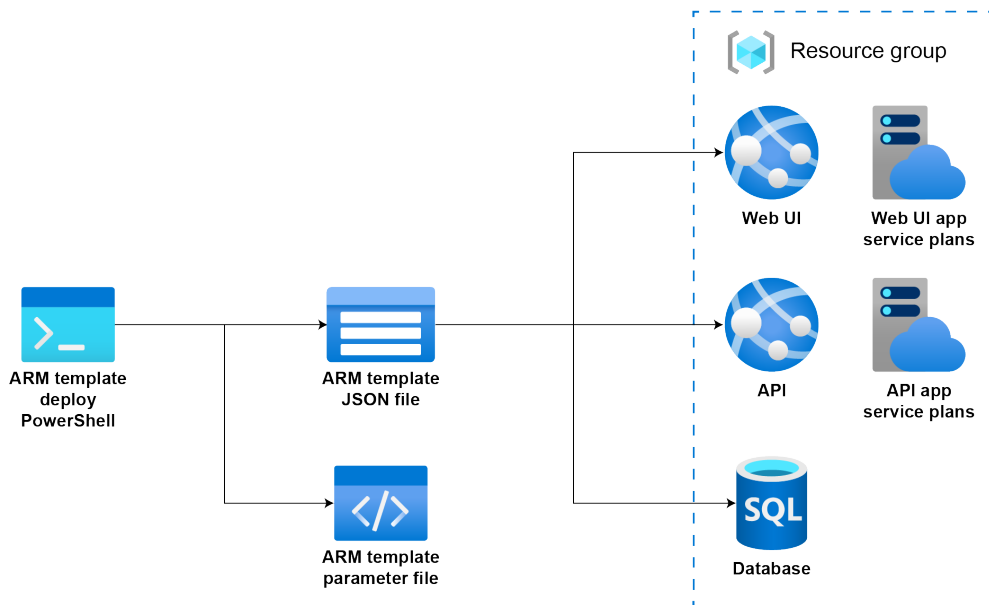 Resource group
Web UI
Web UI app
service plans
ARM template
deploy
PowerShell
ARM template
JSON file
API
API app
service plans
ARM template
parameter file
SQL
Database